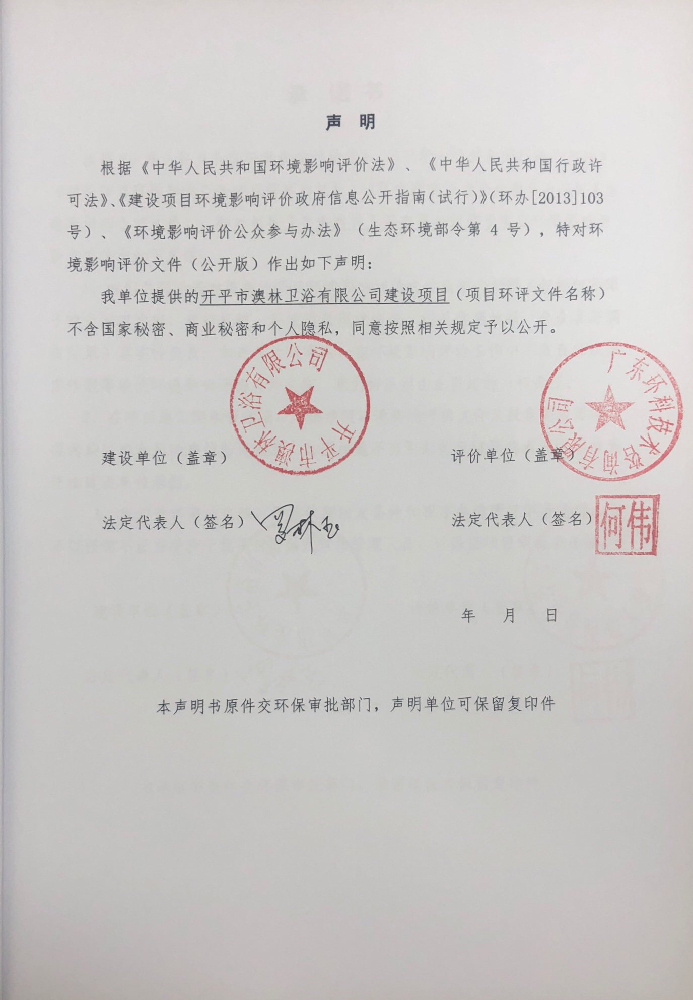 声 明
根据《中华人民共和国环境影响评价法》、《中华人民共和国行政许
可法》、《建设项目环境影响评价政府信息公开指南(试行)》(环办[2013]103
号)、《环境影响评价公众参与办法》（生态环境部令第 4 号），特对环
境影响评价文件（公开版）作出如下声明：
我单位提供的开平市澳林卫浴有限公司建设项目（项目环评文件名称）
不含国家秘密、商业秘密和个人隐私，同意按照相关规定予以公开。
开平市澳林卫浴有限公司
广东环科技术咨询有限公司
建设单位（盖章）
评价单位（盖章）
法定代表人（签名）
法定代表人（签名）
何伟
年 月 日
本声明书原件交环保审批部门，声明单位可保留复印件